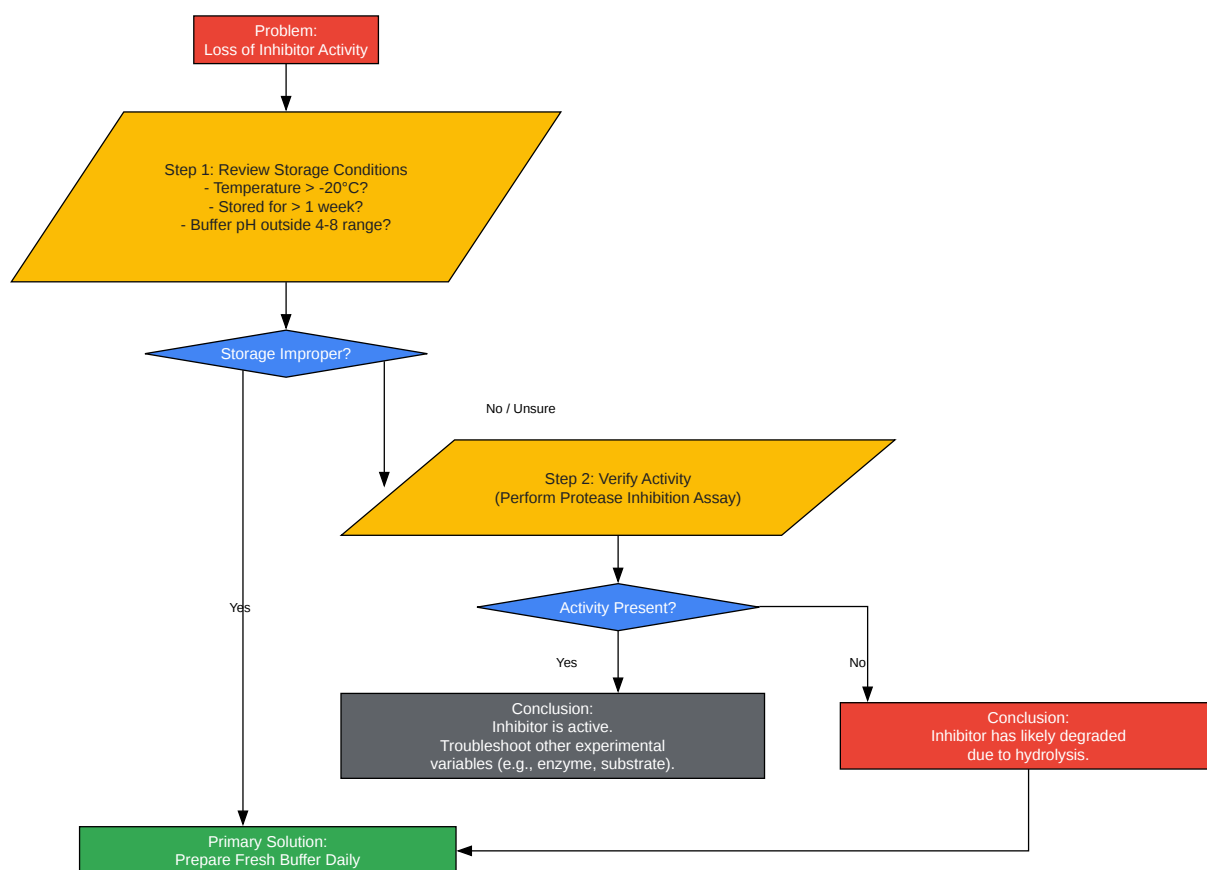 Problem:
Loss of Inhibitor Activity
Step 1: Review Storage Conditions
- Temperature > -20°C?
- Stored for > 1 week?
- Buffer pH outside 4-8 range?
Storage Improper?
No / Unsure
Step 2: Verify Activity
(Perform Protease Inhibition Assay)
Yes
Activity Present?
Yes
No
Conclusion:
Inhibitor is active.
Troubleshoot other experimental
variables (e.g., enzyme, substrate).
Conclusion:
Inhibitor has likely degraded
due to hydrolysis.
Primary Solution:
Prepare Fresh Buffer Daily